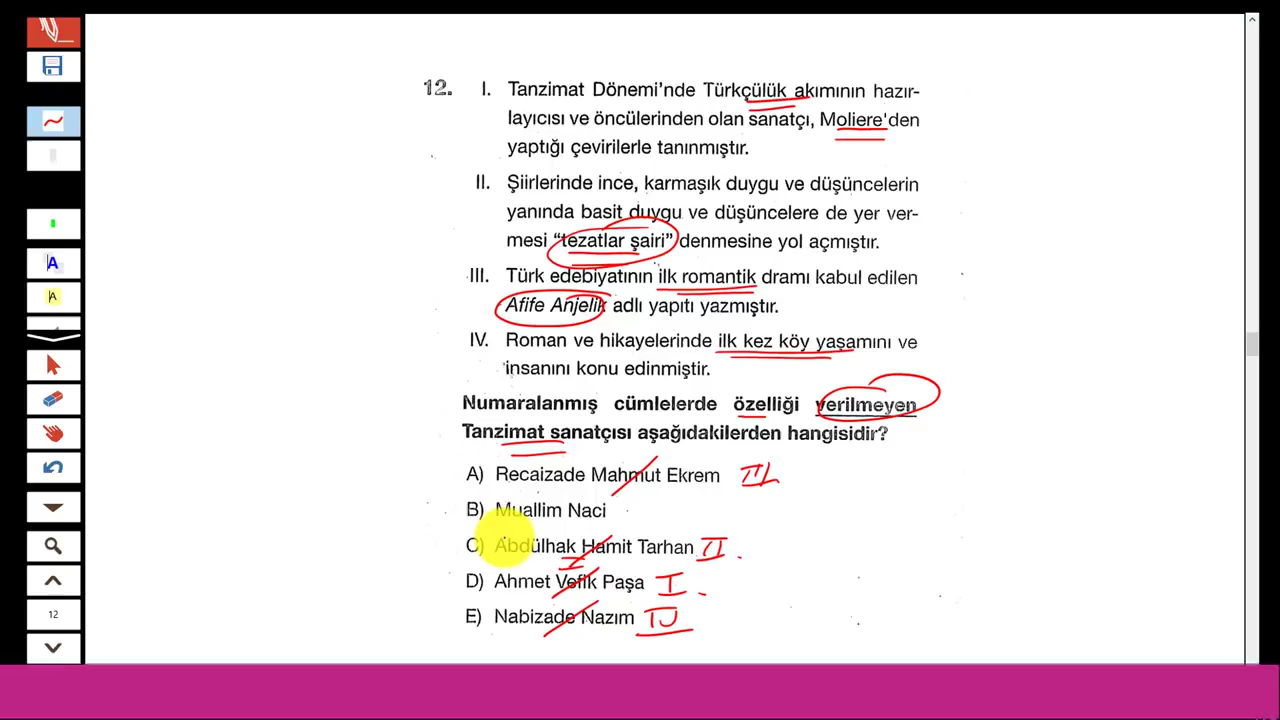 12. I. Tanzimat Dönemi'nde Türkçülük akımının hazır-
layıcısı ve öncülerinden olan sanatçı, Moliere'den
yaptığı çevirilerle tanınmıştır.
II. Şiirlerinde ince, karmaşık duygu ve düşüncelerin
yanında basit duygu ve düşüncelere de yer ver-
mesi "tezatlar şairi" denmesine yol açmıştır.
III. Türk edebiyatının ilk romantik dramı kabul edilen
Afife Anjelik adlı yapıtı yazmıştır.
IV. Roman ve hikayelerinde ilk kez köy yaşamını ve
insanını konu edinmiştir.
Numaralanmış cümlelerde özelliği verilmeyen
Tanzimat sanatçısı aşağıdakilerden hangisidir?
A) Recaizade Mahmut Ekrem III
B) Muallim Naci
C) Abdülhak Hamit Tarhan II
I
D) Ahmet Vefik Paşa I
E) Nabizade Nazım IV
A
A
12